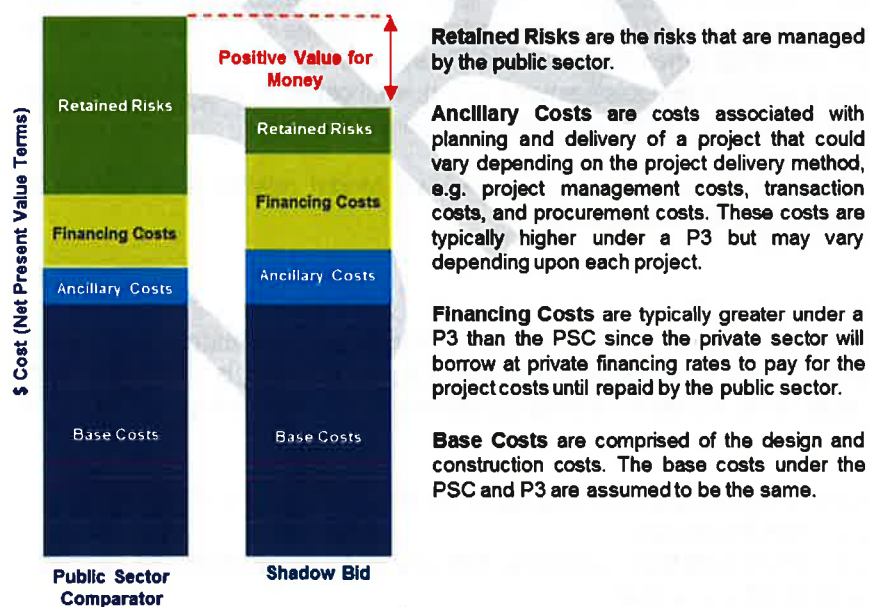 Positive Value for
Money
Retained Risks
Financing Costs
Ancillary Costs
Base Costs
Retained Risks
Financing Costs
Ancillary Costs
Base Costs
$ Cost (Net Present Value Terms)
Public Sector
Comparator
Shadow Bid
Retained Risks are the risks that are managed
by the public sector.
Ancillary Costs are costs associated with
planning and delivery of a project that could
vary depending on the project delivery method,
e.g. project management costs, transaction
costs, and procurement costs. These costs are
typically higher under a P3 but may vary
depending upon each project.
Financing Costs are typically greater under a
P3 than the PSC since the private sector will
borrow at private financing rates to pay for the
project costs until repaid by the public sector.
Base Costs are comprised of the design and
construction costs. The base costs under the
PSC and P3 are assumed to be the same.